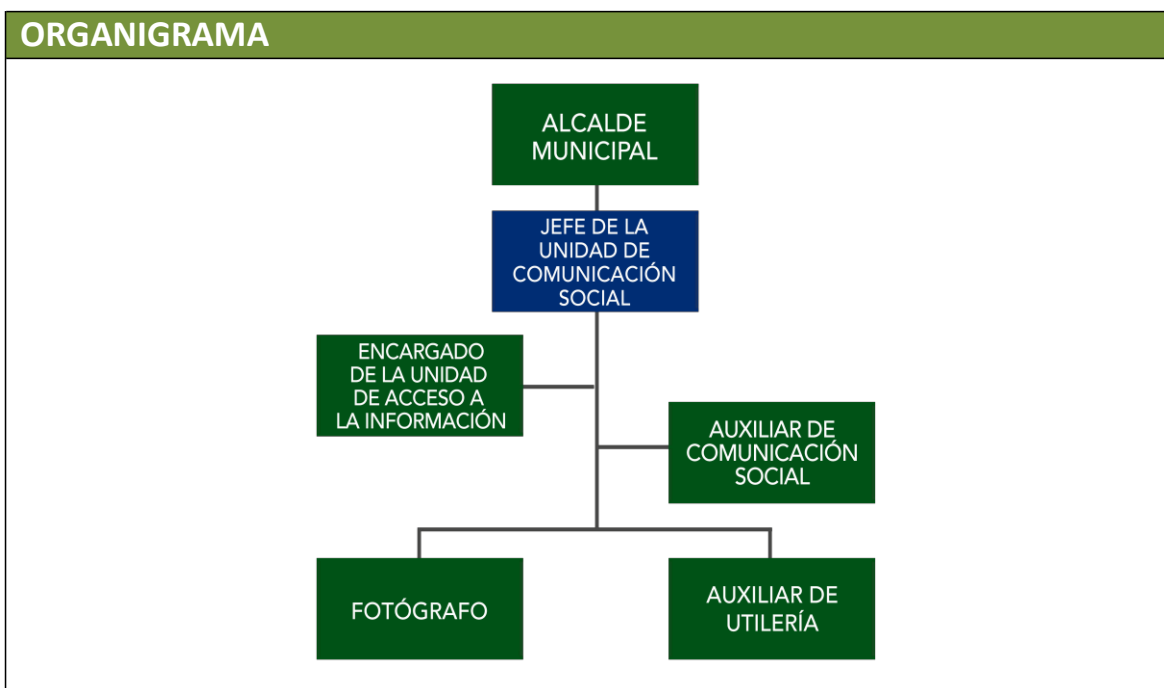 ORGANIGRAMA
ALCALDE
MUNICIPAL
JEFE DE LA
UNIDAD DE
COMUNICACIÓN
SOCIAL
ENCARGADO
DE LA UNIDAD
DE ACCESO A
LA INFORMACIÓN
AUXILIAR DE
COMUNICACIÓN
SOCIAL
FOTÓGRAFO
AUXILIAR DE
UTILERÍA